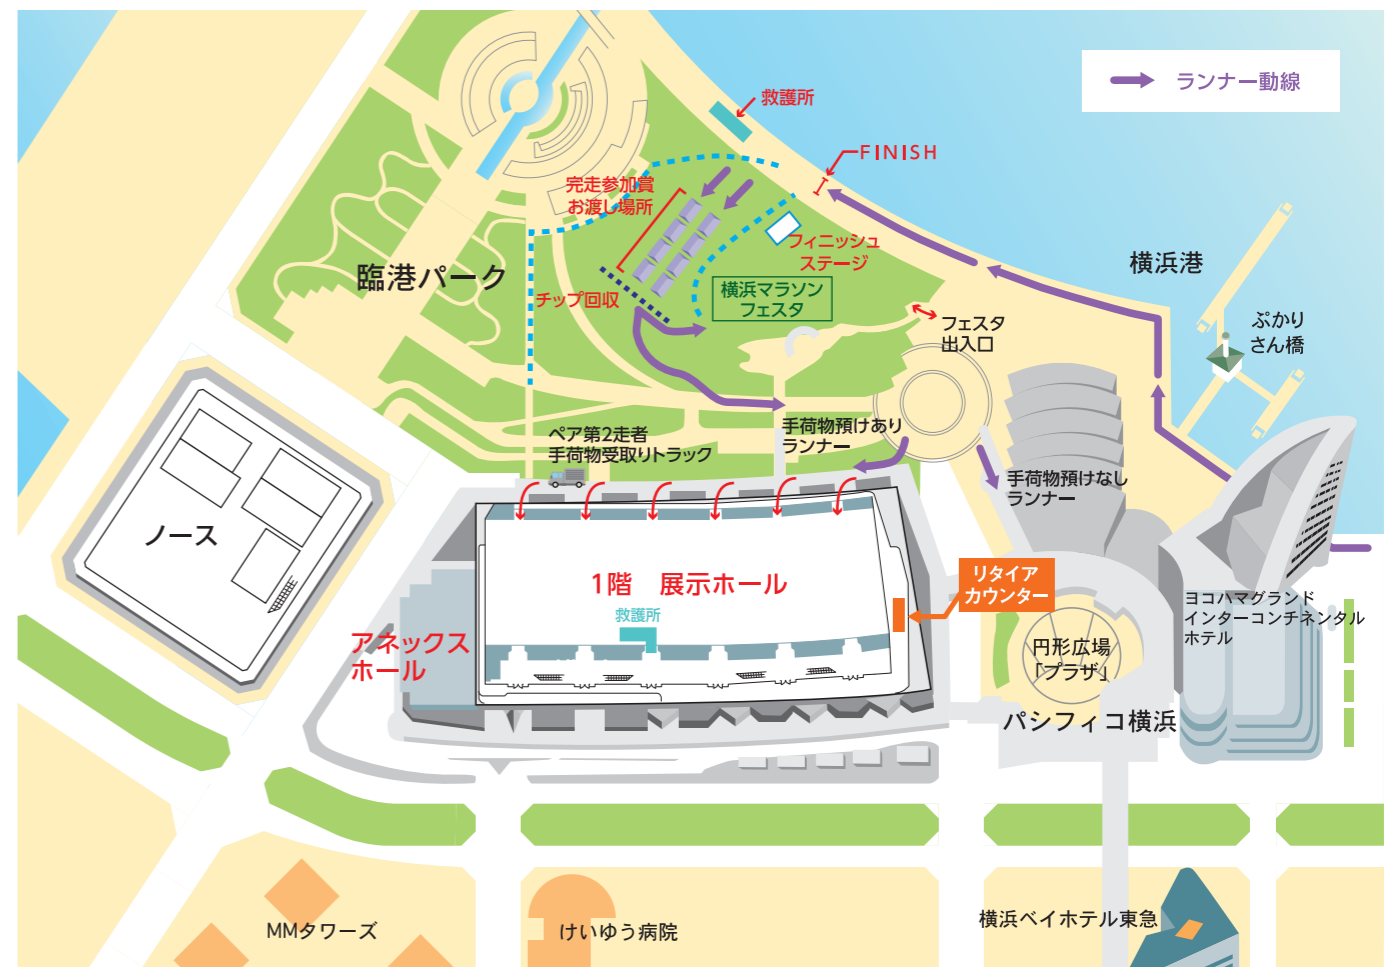 ランナー動線
救護所
FINISH
完走参加賞
お渡し場所
フィニッシュ
ステージ
横浜港
臨港パーク
チップ回収
横浜マラソン
フェスタ
フェスタ
出入口
ぷかり
さん橋
ペア第2走者
手荷物受取りトラック
手荷物預けあり
ランナー
手荷物預けなし
ランナー
ノース
1階 展示ホール
リタイア
カウンター
救護所
アネックス
ホール
円形広場
「プラザ」
ヨコハマグランド
インターコンチネンタル
ホテル
パシフィコ横浜
MMタワーズ
けいゆう病院
横浜ベイホテル東急